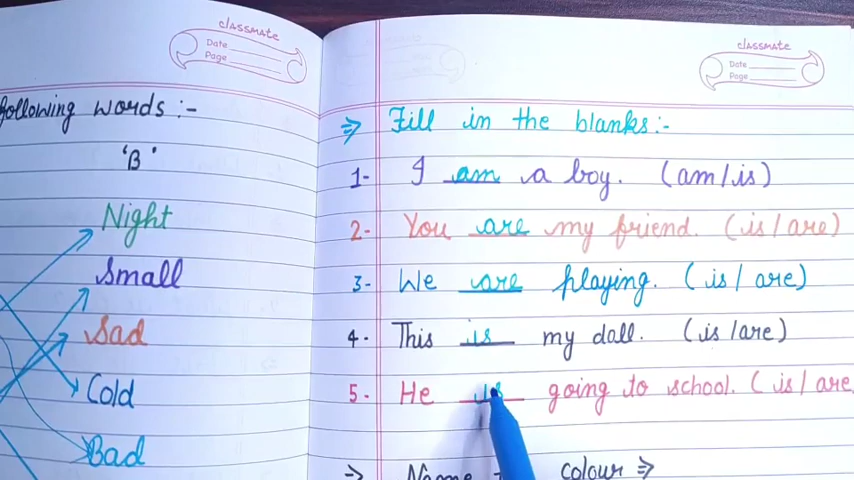 classmate
Date
Page
following words :-
'B'
Night
Small
Sad
Cold
Bad
classmate
Date
Page
⇒ Fill in the blanks:-
1- I am a boy. (am/is)
2- You are my friend. (is/are)
3- We are playing. (is/are)
4- This is my doll. (is/are)
5- He is going to school. (is/are
⇒ Name colour ⇒